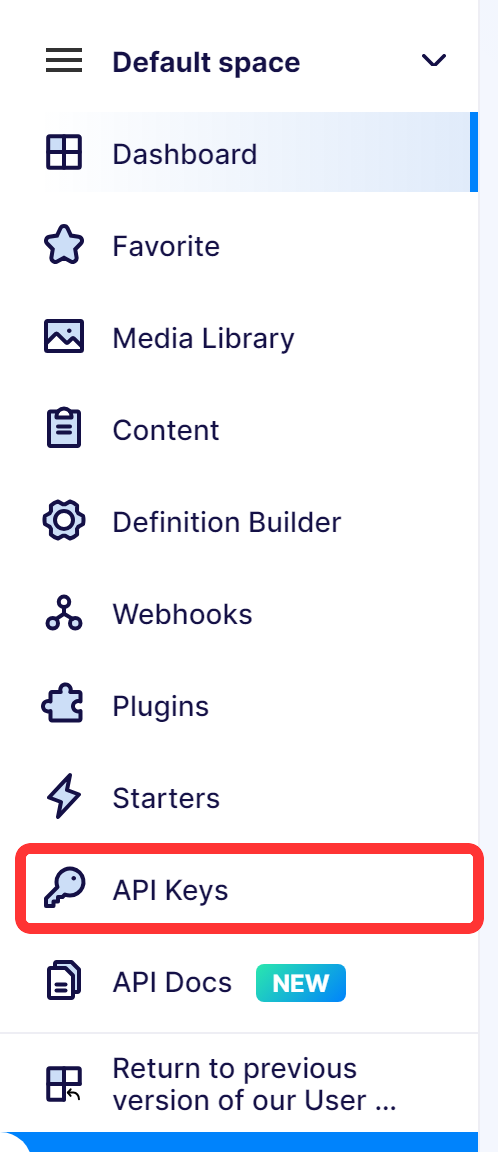 Default space
Dashboard
Favorite
Media Library
Content
Definition Builder
Webhooks
Plugins
Starters
API Keys
API Docs NEW
Return to previous
version of our User ...